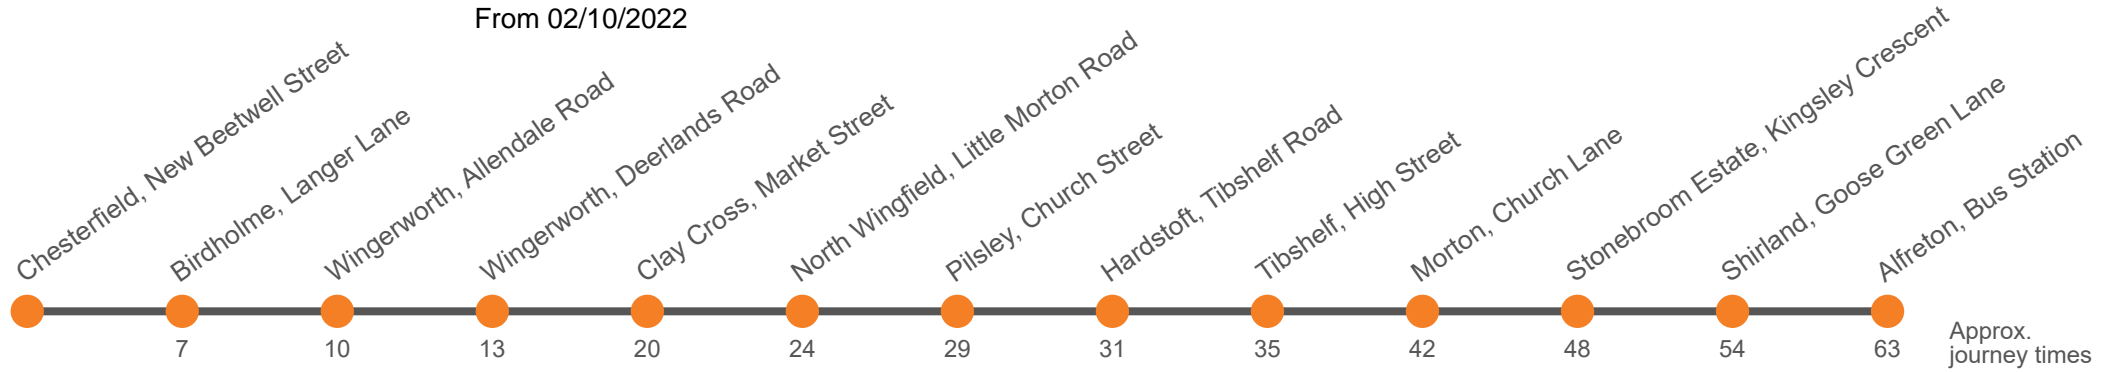 From 02/10/2022
Chesterfield, New Beetwell Street
Birdholme, Langer Lane
Wingerworth, Allendale Road
Wingerworth, Deerlands Road
Clay Cross, Market Street
North Wingfield, Little Morton Road
Pilsley, Church Street
Hardstoft, Tibshelf Road
Tibshelf, High Street
Morton, Church Lane
Stonebroom Estate, Kingsley Crescent
Shirland, Goose Green Lane
Alfreton, Bus Station
7 10 13 20 24 29 31 35 42 48 54 63
Approx.
journey times